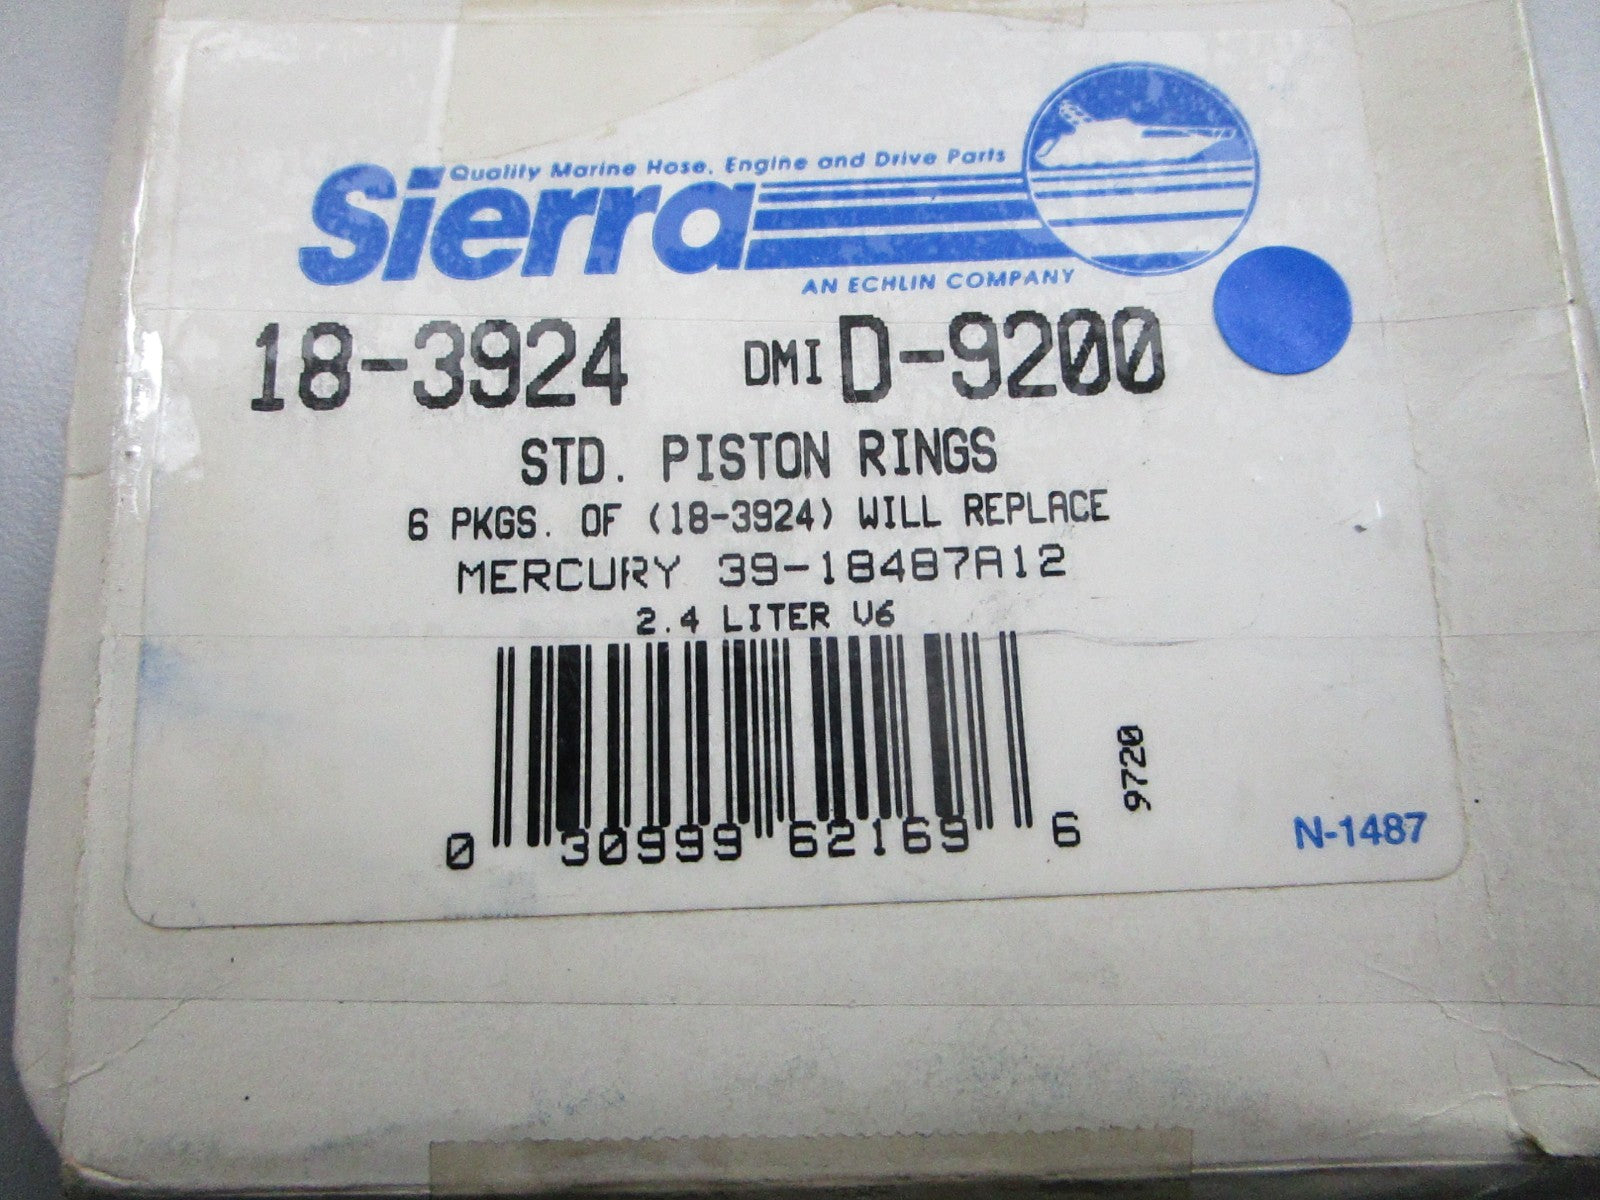 Quality Marine Hose, Engine and Drive Parts
Sierra
AN ECHLIN COMPANY
18-3924 DMI D-9200
STD. PISTON RINGS
6 PKGS. OF (18-3924) WILL REPLACE
MERCURY 39-18487A12
2.4 LITER V6
9720
0 30999 62169 6
N-1487